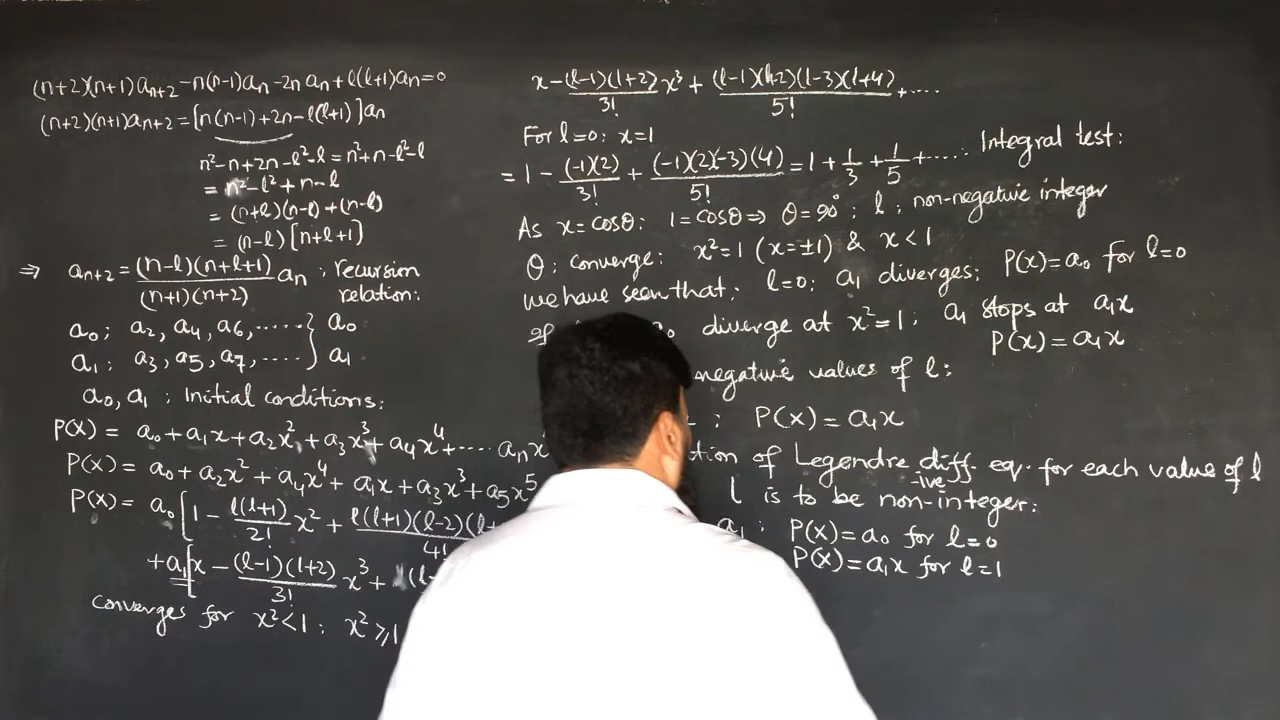 (n+2)(n+1)aₙ₊₂ − n(n−1)aₙ − 2n aₙ + l(l+1)aₙ = 0
(n+2)(n+1)aₙ₊₂ = [n(n−1) + 2n − l(l+1)]aₙ
n² − n + 2n − l² − l = n² + n − l² − l
= n² − l² + n − l
= (n+l)(n−l) + (n−l)
= (n−l)[n+l+1]
⇒ aₙ₊₂ = (n−l)(n+l+1)/(n+1)(n+2) aₙ : recursion relation:
a₀ ; a₂, a₄, a₆, ..... } a₀
a₁ ; a₃, a₅, a₇, .... } a₁
a₀, a₁ : Initial conditions:
P(x) = a₀ + a₁x + a₂x² + a₃x³ + a₄x⁴ + .... aₙx
P(x) = a₀ + a₂x² + a₄x⁴ + a₁x + a₃x³ + a₅x⁵
P(x) = a₀[1 − l(l+1)/2! x² + l(l+1)(l−2)(l+ /4!
+ a₁[x − (l−1)(l+2)/3! x³ + (l−
converges for x² < 1 : x² ≥ 1
x − (l−1)(l+2)/3! x³ + (l−1)(l+2)(l−3)(l+4)/5! + ....
For l=0: x=1
= 1 − (−1)(2)/3! + (−1)(2)(−3)(4)/5! = 1 + 1/3 + 1/5 + .... : Integral test:
As x = cosθ : 1 = cosθ ⇒ θ = 90° ; l ; non-negative integer
θ : converge : x² = 1 (x = ±1) & x < 1
we have seen that; l=0; a₁ diverges; P(x) = a₀ for l=0
diverge at x² = 1 ; a₁ stops at a₁x
P(x) = a₁x
negative values of l :
: P(x) = a₁x
tion of Legendre diff. eq. for each value of l
-ive
l is to be non-integer:
a₁ : P(x) = a₀ for l=0
P(x) = a₁x for l=1